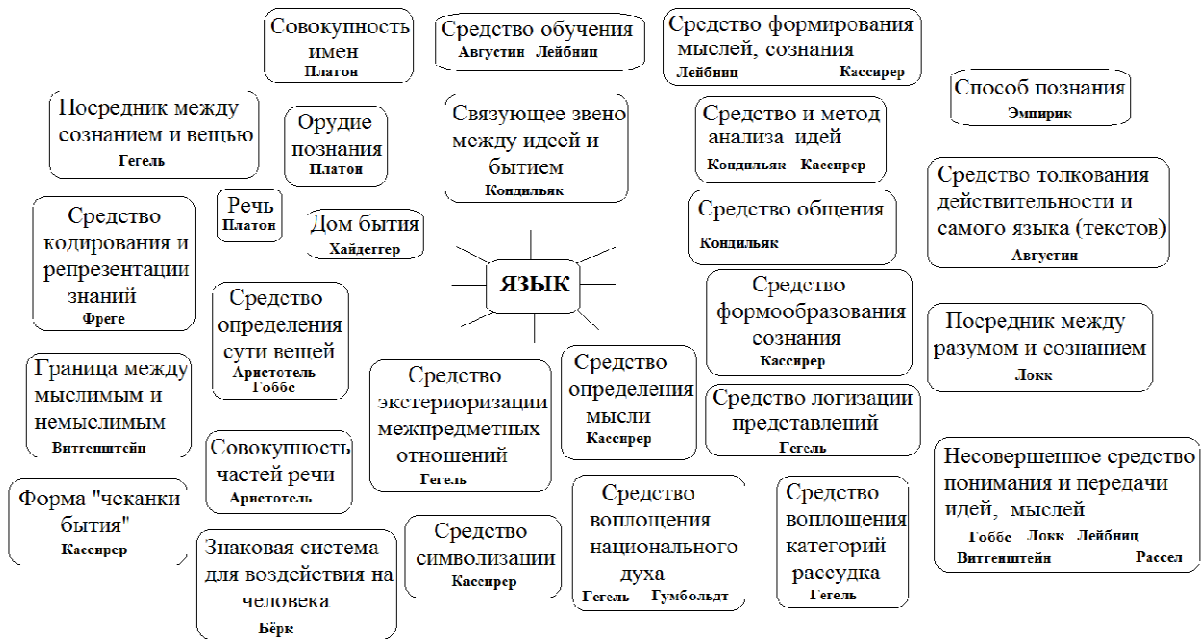 Совокупность
имен
Платон
Средство обучения
Августин Лейбниц
Средство формирования
мыслей, сознания
Лейбниц Кассирер
Способ познания
Эмпирик
Посредник между
сознанием и вещью
Гегель
Орудие
познания
Платон
Связующее звено
между идеей и
бытием
Кондильяк
Средство и метод
анализа идей
Кондильяк Кассирер
Средство толкования
действительности и
самого языка (текстов)
Августин
Речь
Платон
Дом бытия
Хайдеггер
Средство общения
Кондильяк
Средство
кодирования и
репрезентации
знаний
Фреге
ЯЗЫК
Средство
определения
сути вещей
Аристотель
Гоббс
Средство
формообразования
сознания
Кассирер
Посредник между
разумом и сознанием
Локк
Граница между
мыслимым и
немыслимым
Витгенштейн
Средство
экстериоризации
межпредметных
отношений
Гегель
Средство
определения
мысли
Кассирер
Средство логизации
представлений
Гегель
Совокупность
частей речи
Аристотель
Несовершенное средство
понимания и передачи
идей, мыслей
Гоббс Локк Лейбниц
Витгенштейн Рассел
Форма "чеканки
бытия"
Кассирер
Знаковая система
для воздействия на
человека
Бёрк
Средство
символизации
Кассирер
Средство
воплощения
национального
духа
Гегель Гумбольдт
Средство
воплощения
категорий
рассудка
Гегель